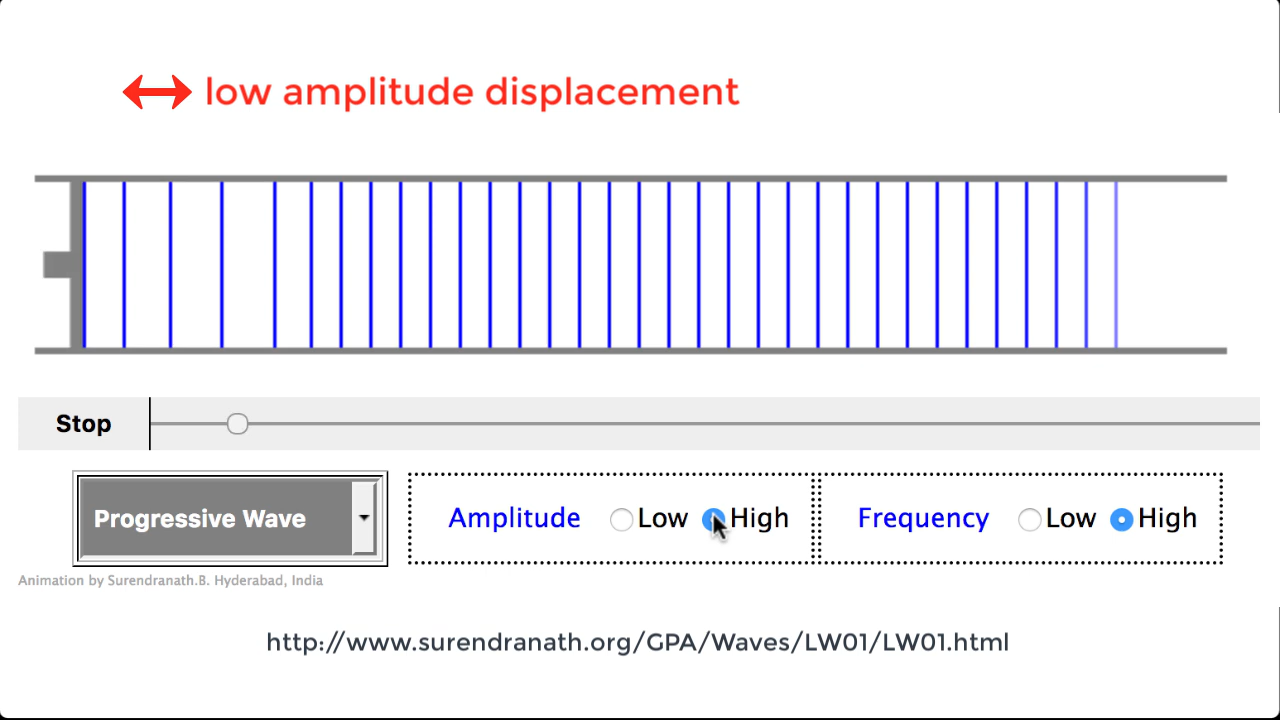 low amplitude displacement
Stop
Progressive Wave
Amplitude Low High Frequency Low High
Animation by Surendranath.B. Hyderabad, India
http://www.surendranath.org/GPA/Waves/LW01/LW01.html